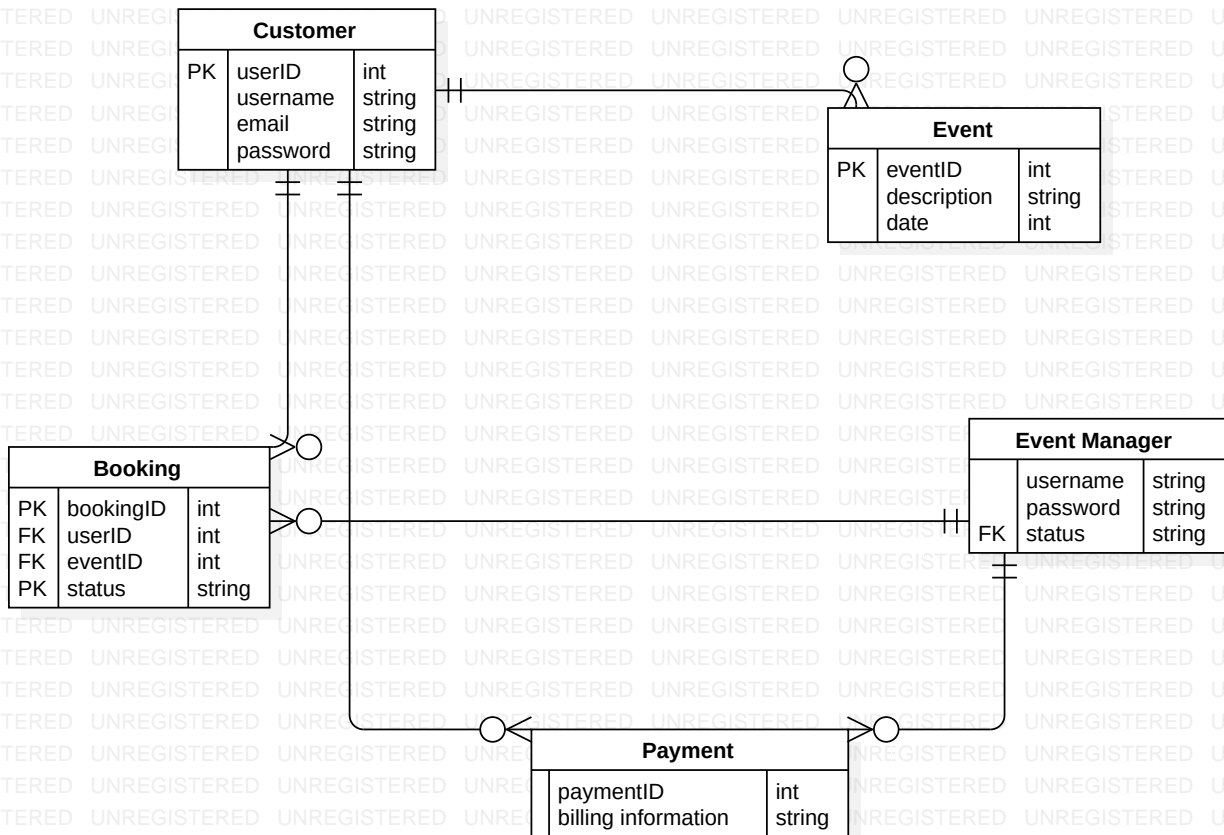 Customer
PK userID int
username string
email string
password string
Event
PK eventID int
description string
date int
Booking
PK bookingID int
FK userID int
FK eventID int
PK status string
Event Manager
username string
password string
FK status string
Payment
paymentID int
billing information string
UNREGISTERED